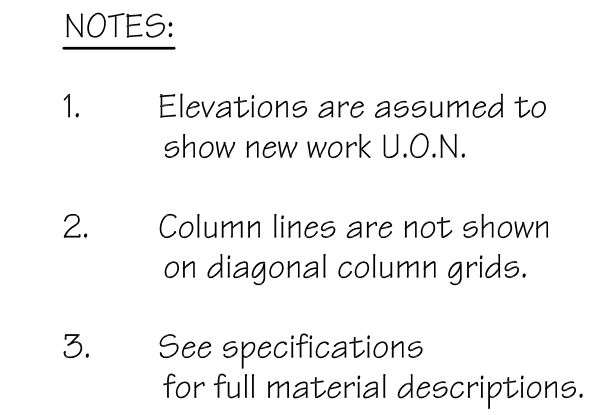 NOTES:
1. Elevations are assumed to
show new work U.O.N.
2. Column lines are not shown
on diagonal column grids.
3. See specifications
for full material descriptions.